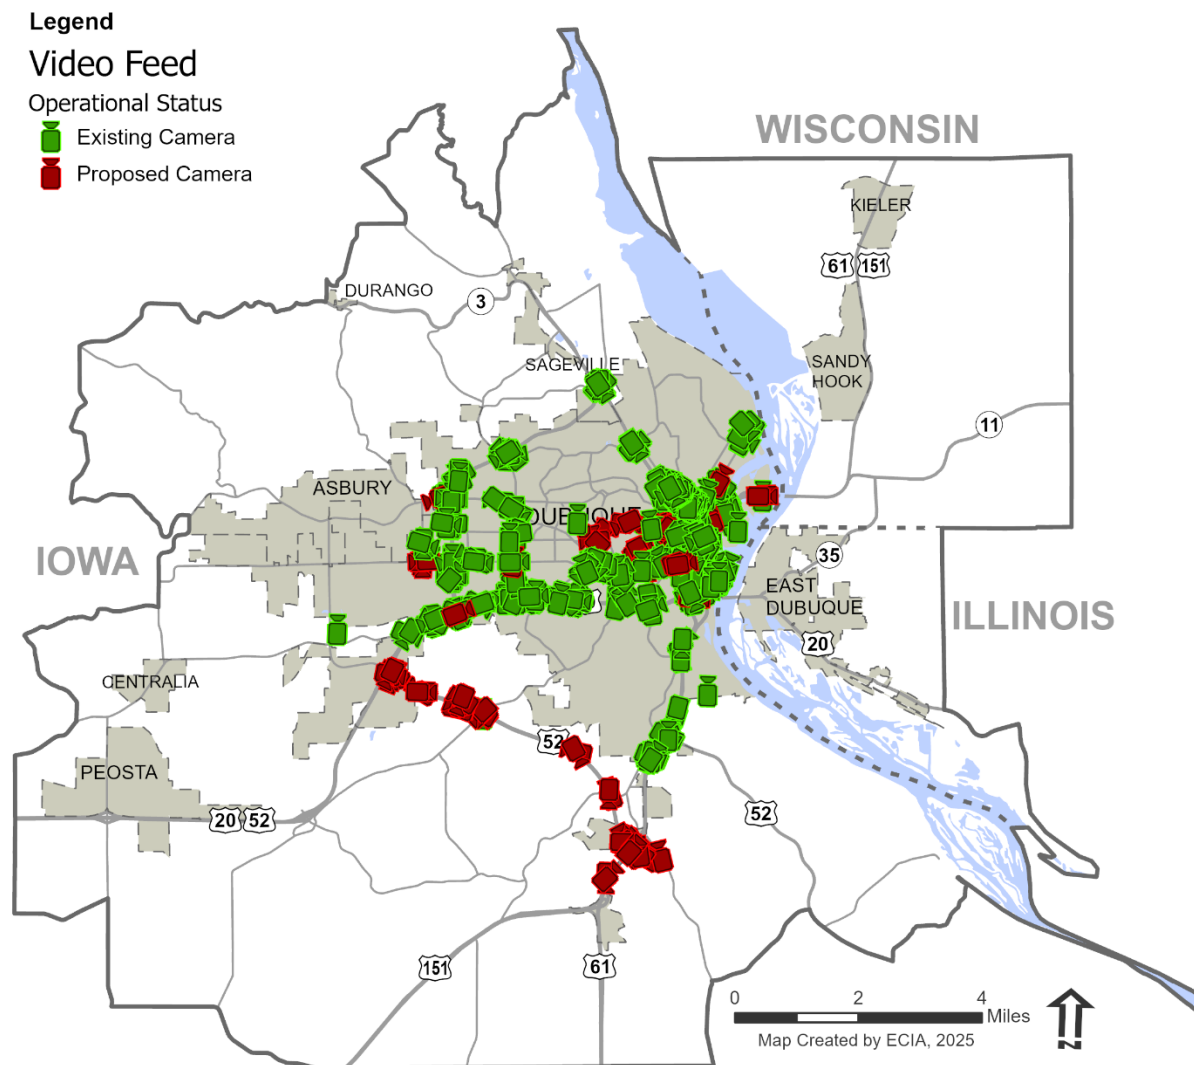 Legend
Video Feed
Operational Status
Existing Camera
Proposed Camera
WISCONSIN
KIELER
61 151
DURANGO
3
SAGEVILLE
SANDY
HOOK
11
ASBURY
DUBUQUE
IOWA
35
EAST
DUBUQUE
ILLINOIS
20
CENTRALIA
52
PEOSTA
20 52
52
151
61
0 2 4
Miles
Map Created by ECIA, 2025
N